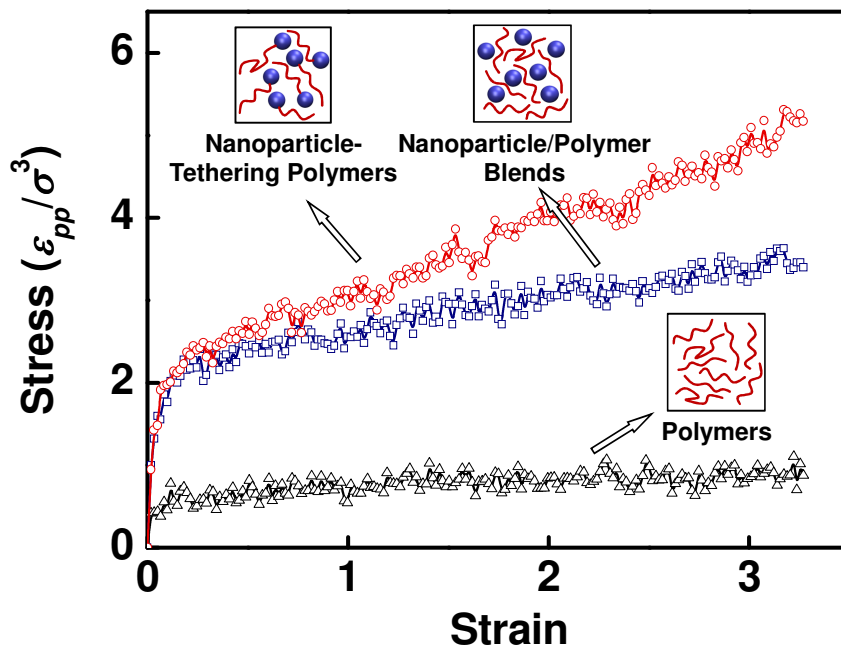 Stress (εpp/σ³)
6
4
2
0
Nanoparticle-
Tethering Polymers
Nanoparticle/Polymer
Blends
Polymers
0 1 2 3
Strain